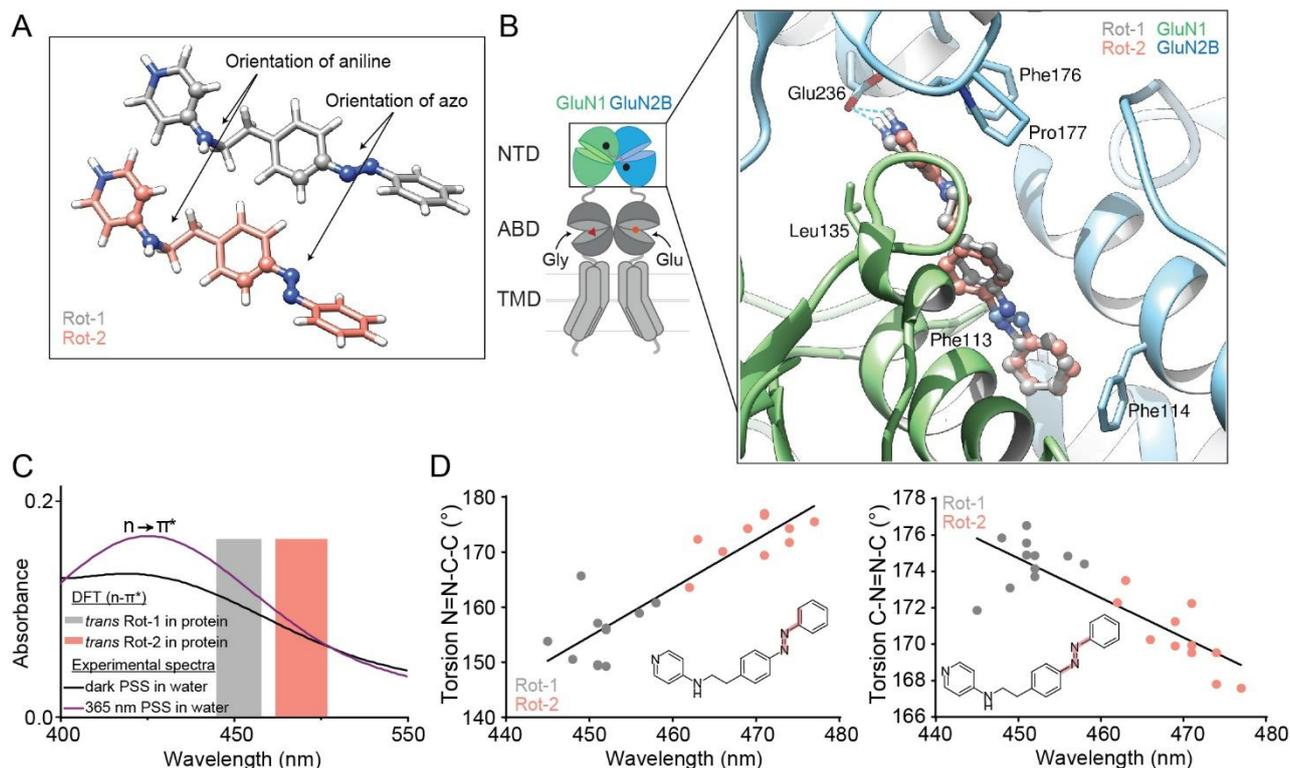 A
Orientation of aniline
Orientation of azo
Rot-1
Rot-2
B
GluN1 GluN2B
NTD
ABD
Gly
Glu
TMD
Rot-1 GluN1
Rot-2 GluN2B
Glu236
Phe176
Pro177
Leu135
Phe113
Phe114
C
Absorbance
0.2
0.0
n→π*
DFT (n-π*)
trans Rot-1 in protein
trans Rot-2 in protein
Experimental spectra
dark PSS in water
365 nm PSS in water
400 450 500 550
Wavelength (nm)
D
Torsion N=N-C-C (°)
180
170
160
150
140
Rot-1
Rot-2
N
N
H
N
N
440 450 460 470 480
Wavelength (nm)
Torsion C-N=N-C (°)
178
176
174
172
170
168
166
Rot-1
Rot-2
N
N
H
N
N
440 450 460 470 480
Wavelength (nm)